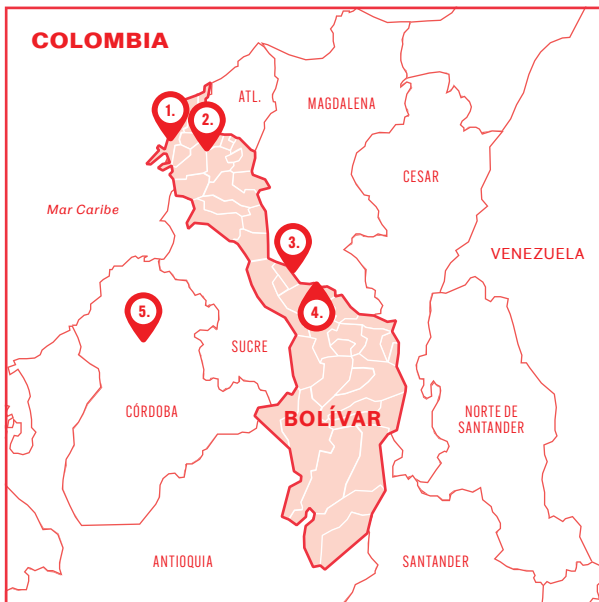 COLOMBIA
ATL.
MAGDALENA
1.
2.
CESAR
Mar Caribe
3.
VENEZUELA
5.
4.
SUCRE
CÓRDOBA
BOLÍVAR
NORTE DE
SANTANDER
ANTIOQUIA
SANTANDER